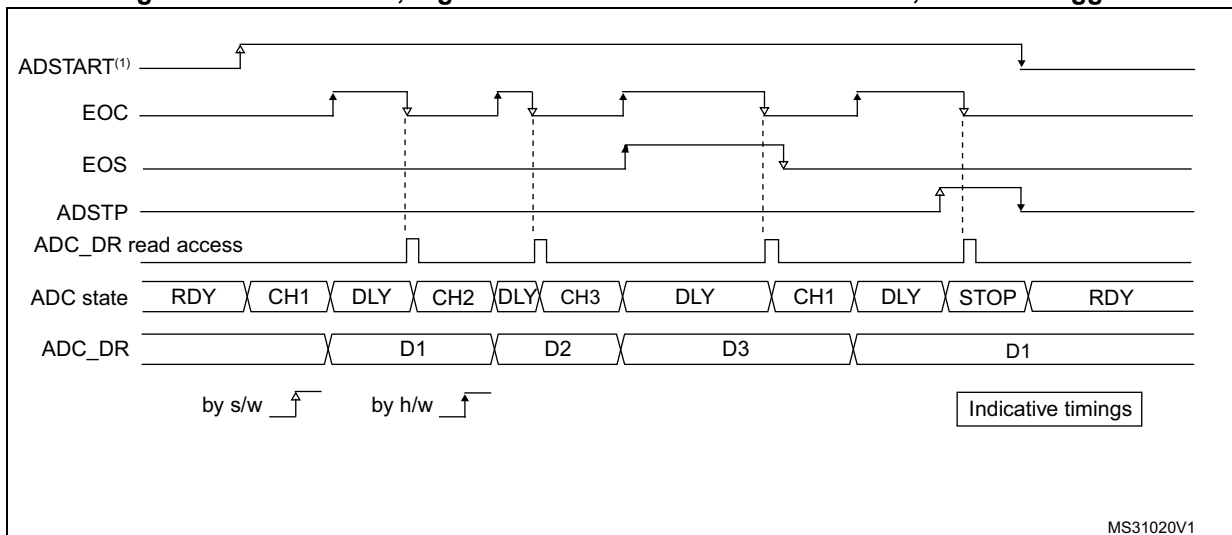 ADSTART(1)
EOC
EOS
ADSTP
ADC_DR read access
ADC state RDY CH1 DLY CH2 DLY CH3 DLY CH1 DLY STOP RDY
ADC_DR D1 D2 D3 D1
by s/w by h/w Indicative timings
MS31020V1